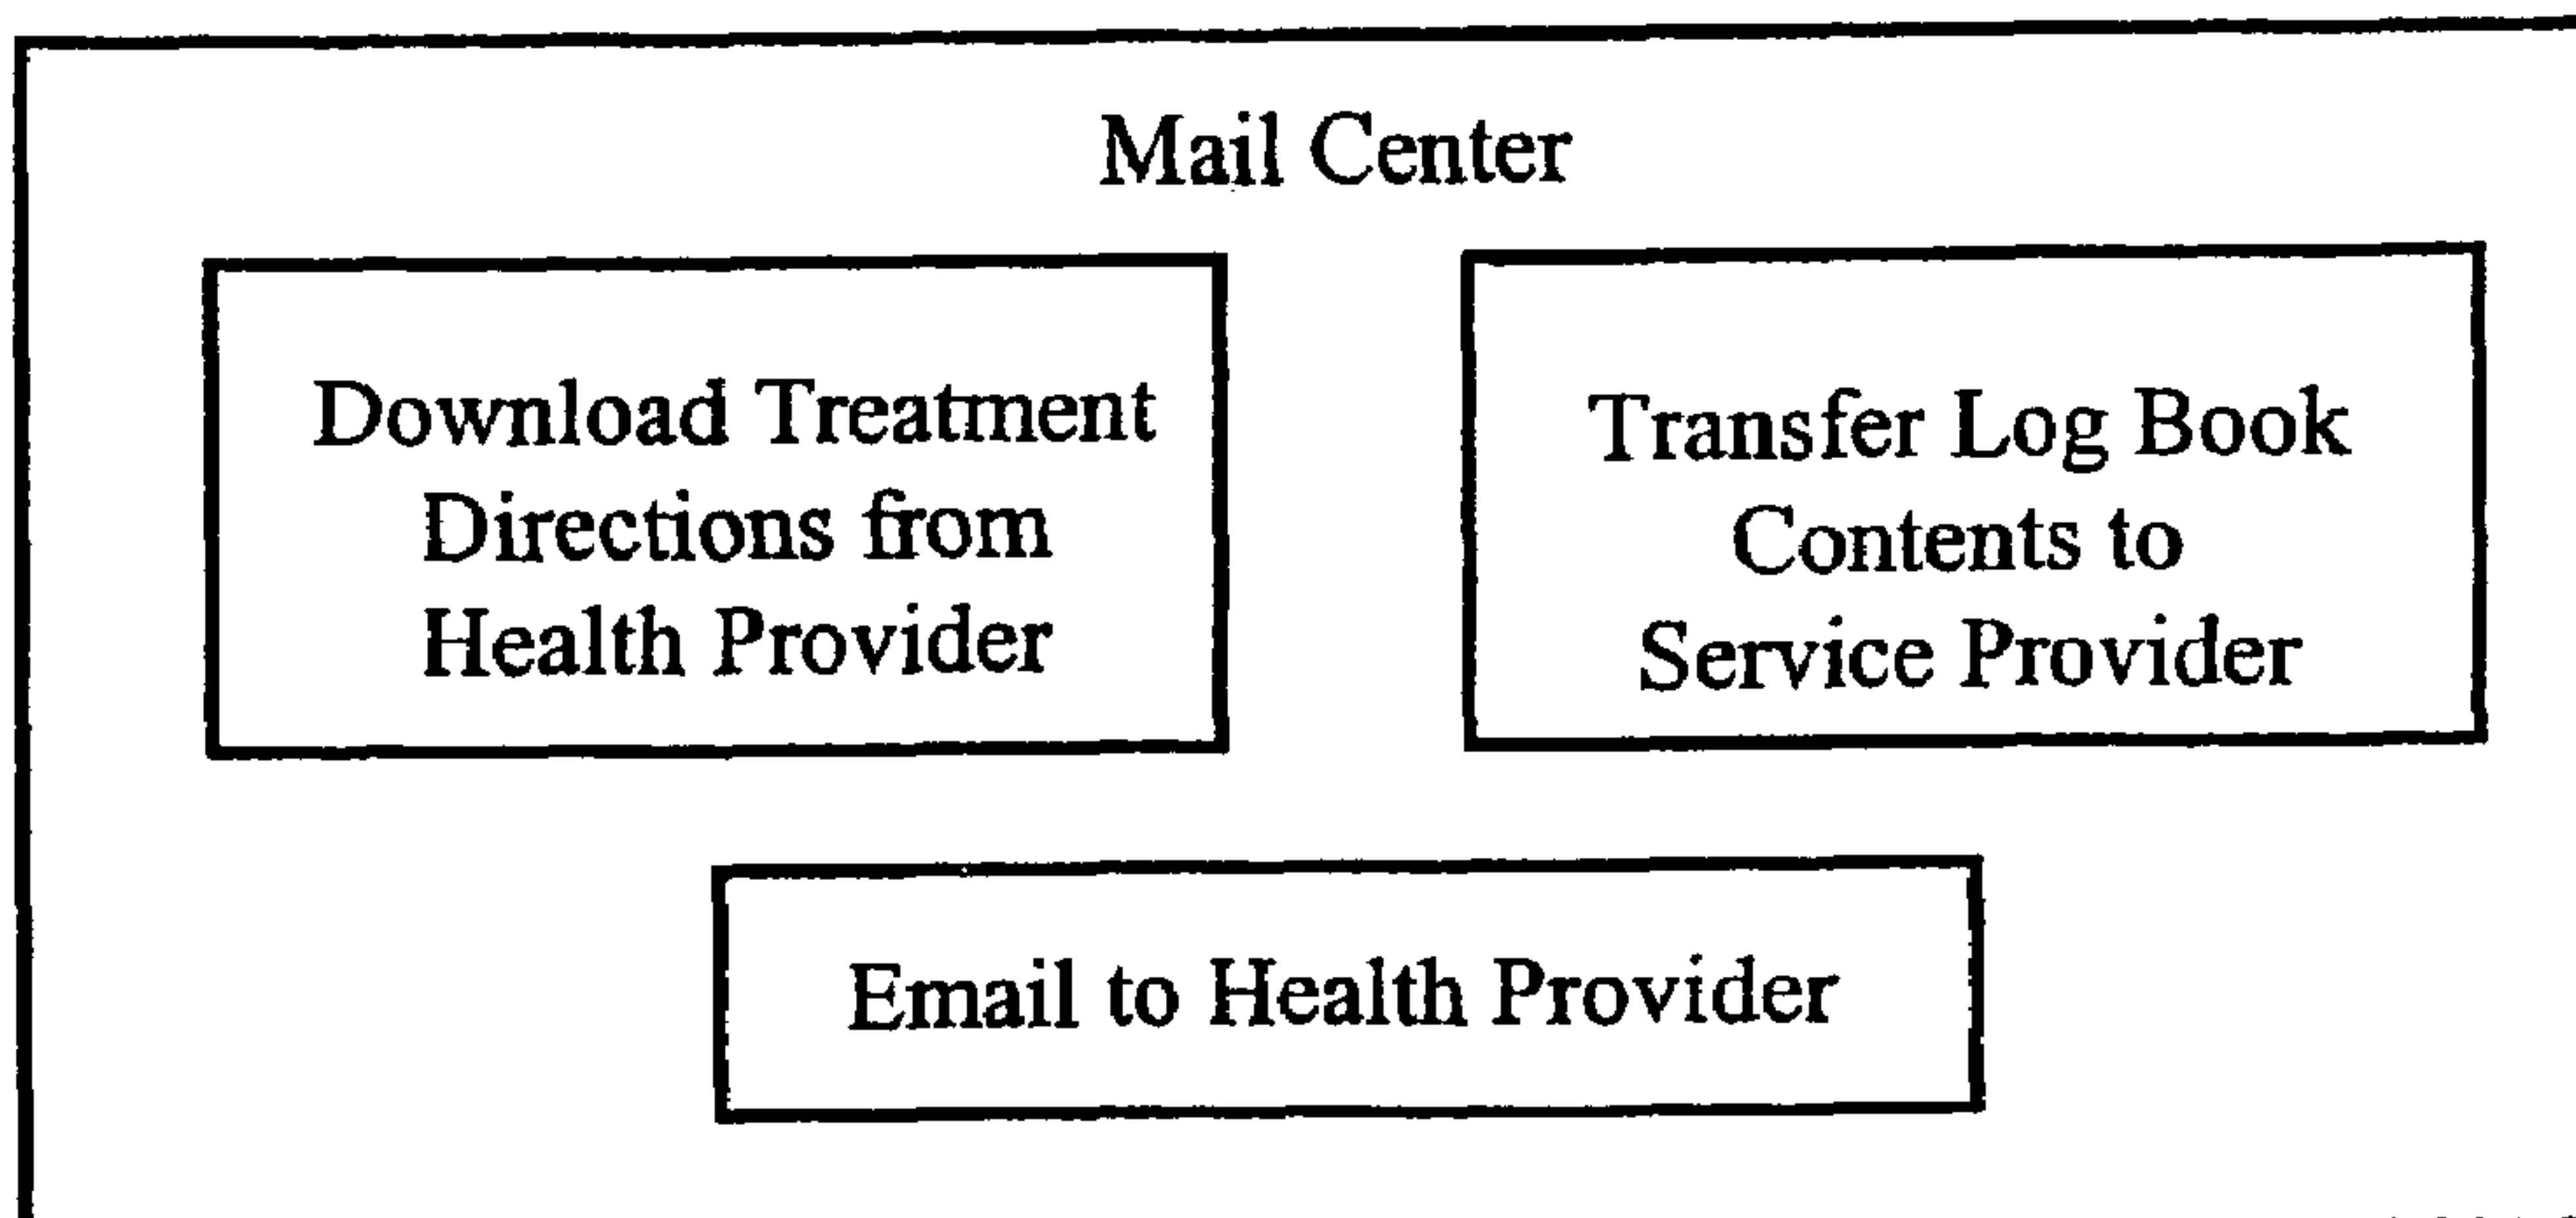 Mail Center
Download Treatment
Directions from
Health Provider
Transfer Log Book
Contents to
Service Provider
Email to Health Provider